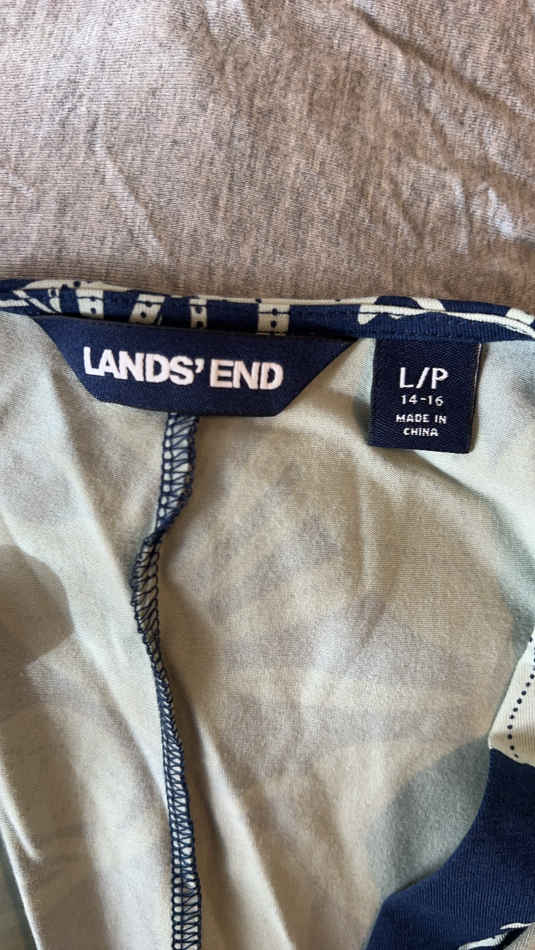 LANDS' END
L/P
14-16
MADE IN
CHINA